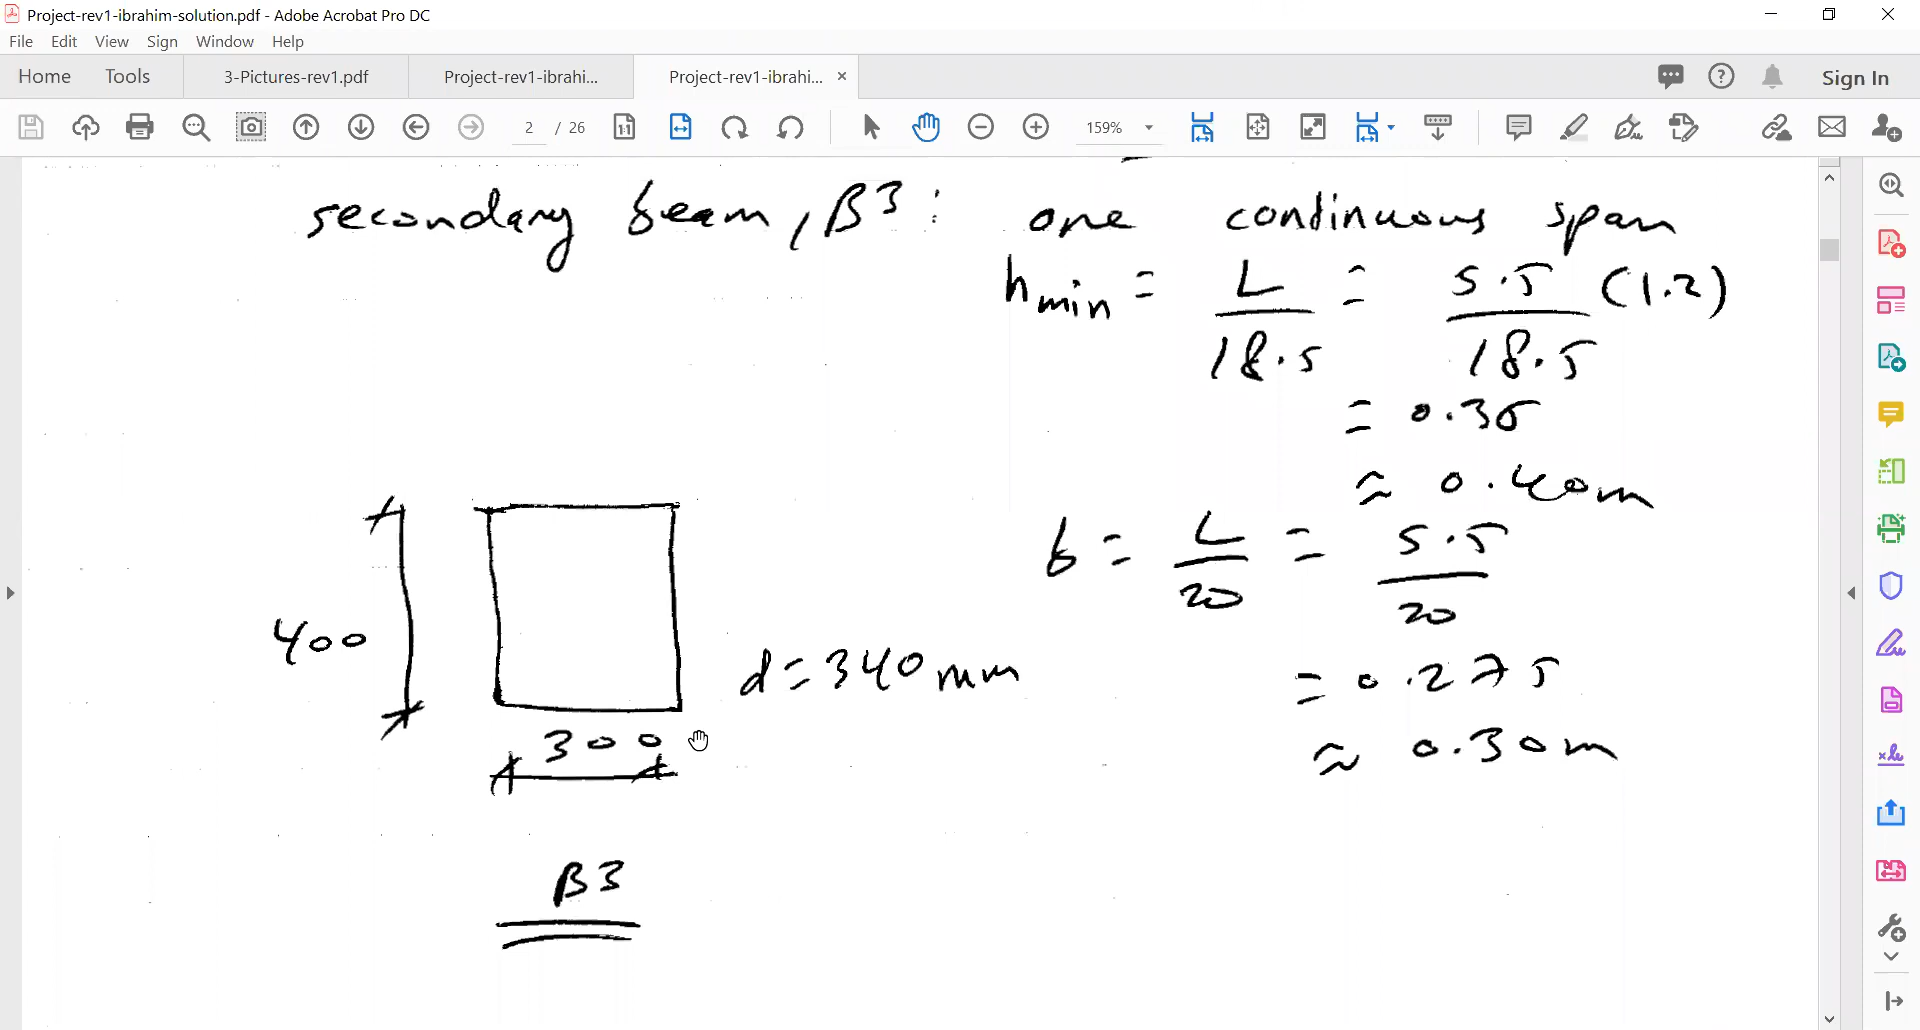 Project-rev1-ibrahim-solution.pdf - Adobe Acrobat Pro DC
File Edit View Sign Window Help
Home Tools 3-Pictures-rev1.pdf Project-rev1-ibrahi... Project-rev1-ibrahi... × Sign In
2 / 26 159%
secondary beam, B3 : one continuous span
hmin = L/18.5 = 5.5/18.5 (1.2)
= 0.35
≈ 0.40m
b = L/20 = 5.5/20
= 0.275
≈ 0.30m
400
d = 340 mm
300
B3